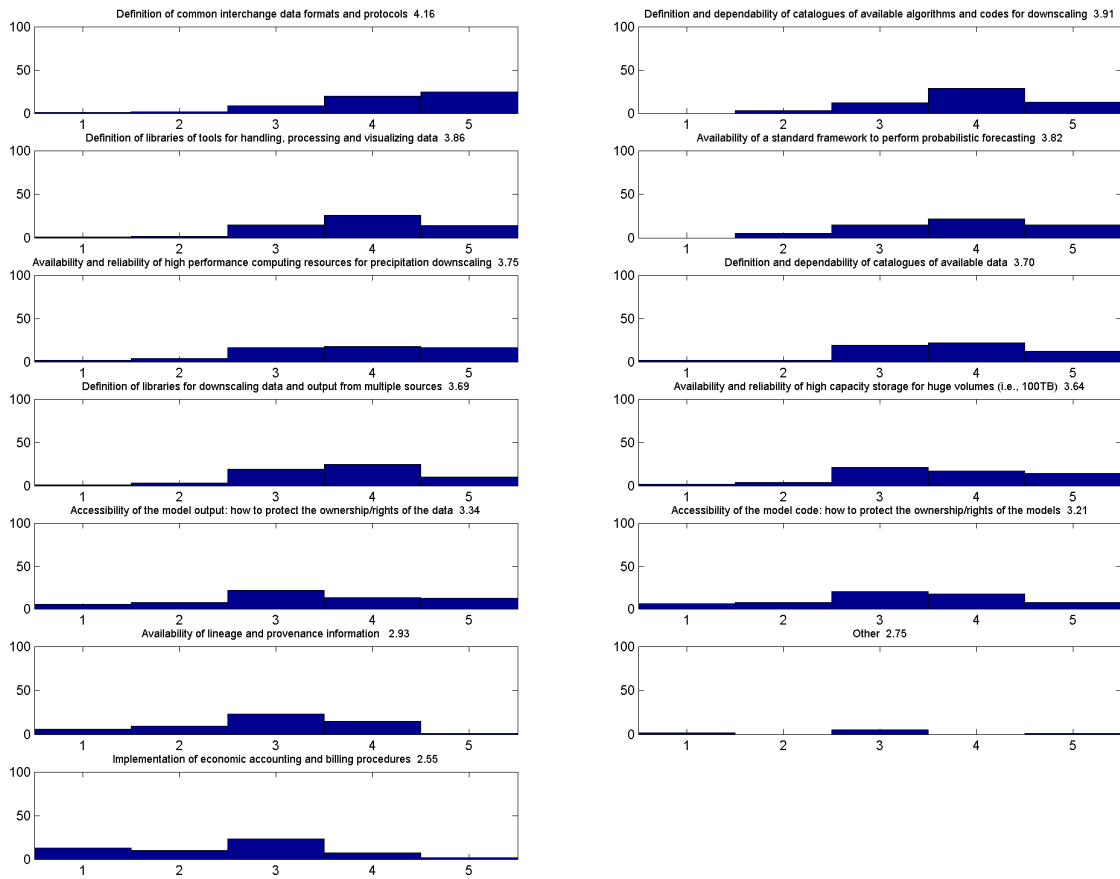 Definition of common interchange data formats and protocols 4.16
100
50
0
1 2 3 4 5
Definition and dependability of catalogues of available algorithms and codes for downscaling 3.91
100
50
0
1 2 3 4 5
Definition of libraries of tools for handling, processing and visualizing data 3.86
100
50
0
1 2 3 4 5
Availability of a standard framework to perform probabilistic forecasting 3.82
100
50
0
1 2 3 4 5
Availability and reliability of high performance computing resources for precipitation downscaling 3.75
100
50
0
1 2 3 4 5
Definition and dependability of catalogues of available data 3.70
100
50
0
1 2 3 4 5
Definition of libraries for downscaling data and output from multiple sources 3.69
100
50
0
1 2 3 4 5
Availability and reliability of high capacity storage for huge volumes (i.e., 100TB) 3.64
100
50
0
1 2 3 4 5
Accessibility of the model output: how to protect the ownership/rights of the data 3.34
100
50
0
1 2 3 4 5
Accessibility of the model code: how to protect the ownership/rights of the models 3.21
100
50
0
1 2 3 4 5
Availability of lineage and provenance information 2.93
100
50
0
1 2 3 4 5
Other 2.75
100
50
0
1 2 3 4 5
Implementation of economic accounting and billing procedures 2.55
100
50
0
1 2 3 4 5